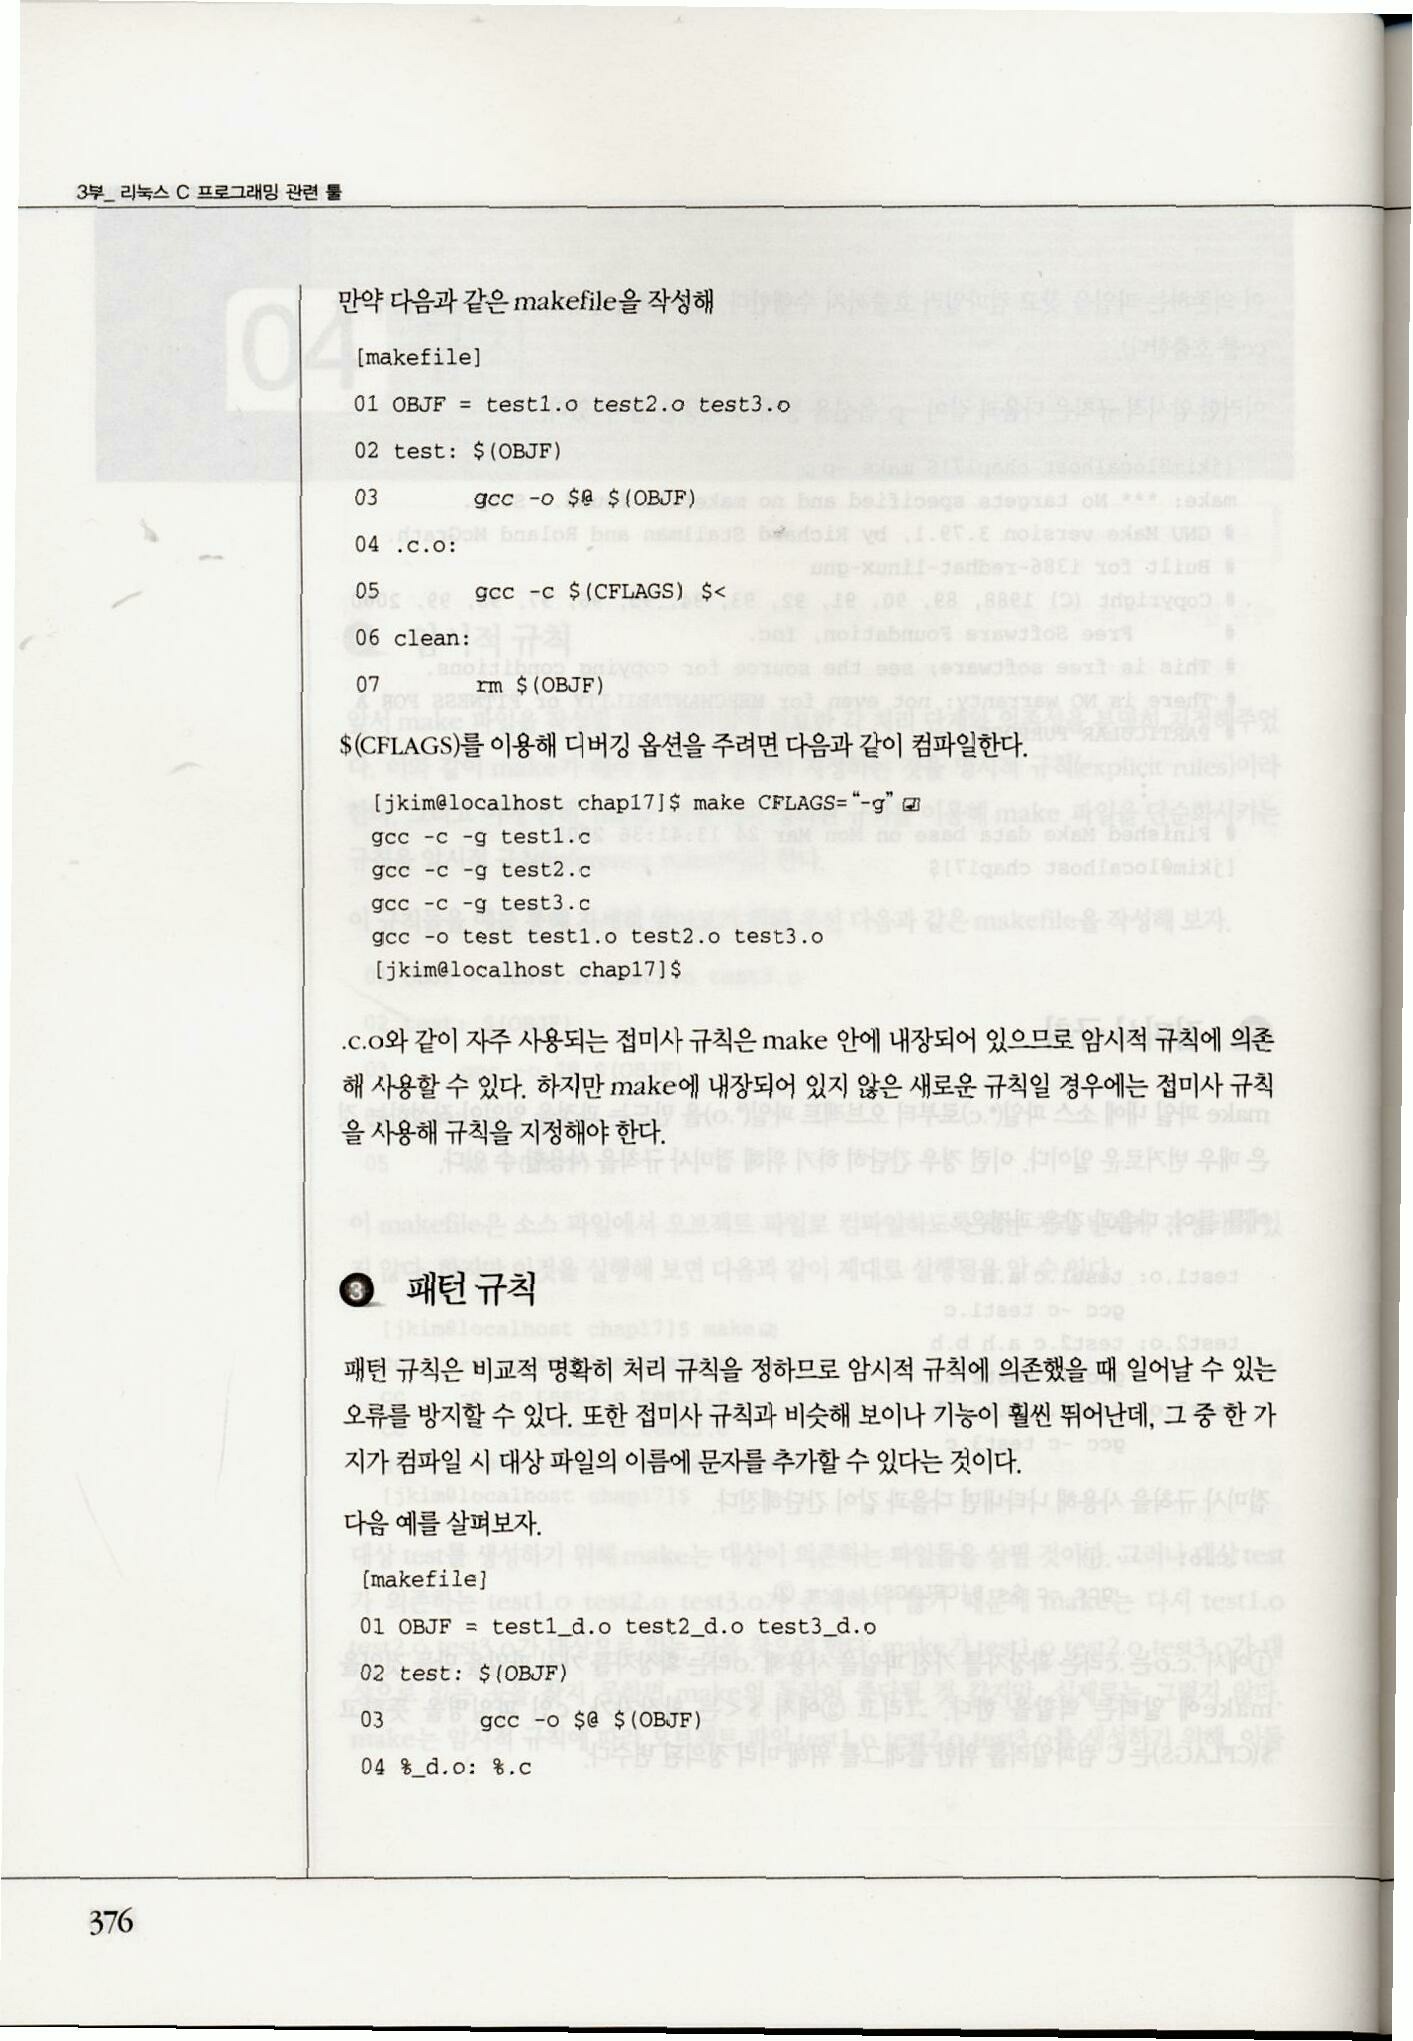 3부_ 리눅스 C 프로그래밍 관련 툴
만약 다음과 같은 makefile을 작성해
[makefile]
01 OBJF = test1.o test2.o test3.o
02 test: $(OBJF)
03 gcc -o $@ $(OBJF)
04 .c.o:
05 gcc -c $(CFLAGS) $<
06 clean:
07 rm $(OBJF)
$(CFLAGS)를 이용해 디버깅 옵션을 주려면 다음과 같이 컴파일한다.
[jkim@localhost chap17]$ make CFLAGS="-g"
gcc -c -g test1.c
gcc -c -g test2.c
gcc -c -g test3.c
gcc -o test test1.o test2.o test3.o
[jkim@localhost chap17]$
.c.o와 같이 자주 사용되는 접미사 규칙은 make 안에 내장되어 있으므로 암시적 규칙에 의존
해 사용할 수 있다. 하지만 make에 내장되어 있지 않은 새로운 규칙일 경우에는 접미사 규칙
을 사용해 규칙을 지정해야 한다.
3 패턴 규칙
패턴 규칙은 비교적 명확히 처리 규칙을 정하므로 암시적 규칙에 의존했을 때 일어날 수 있는
오류를 방지할 수 있다. 또한 접미사 규칙과 비슷해 보이나 기능이 훨씬 뛰어난데, 그 중 한 가
지가 컴파일 시 대상 파일의 이름에 문자를 추가할 수 있다는 것이다.
다음 예를 살펴보자.
[makefile]
01 OBJF = test1_d.o test2_d.o test3_d.o
02 test: $(OBJF)
03 gcc -o $@ $(OBJF)
04 %_d.o: %.c
376